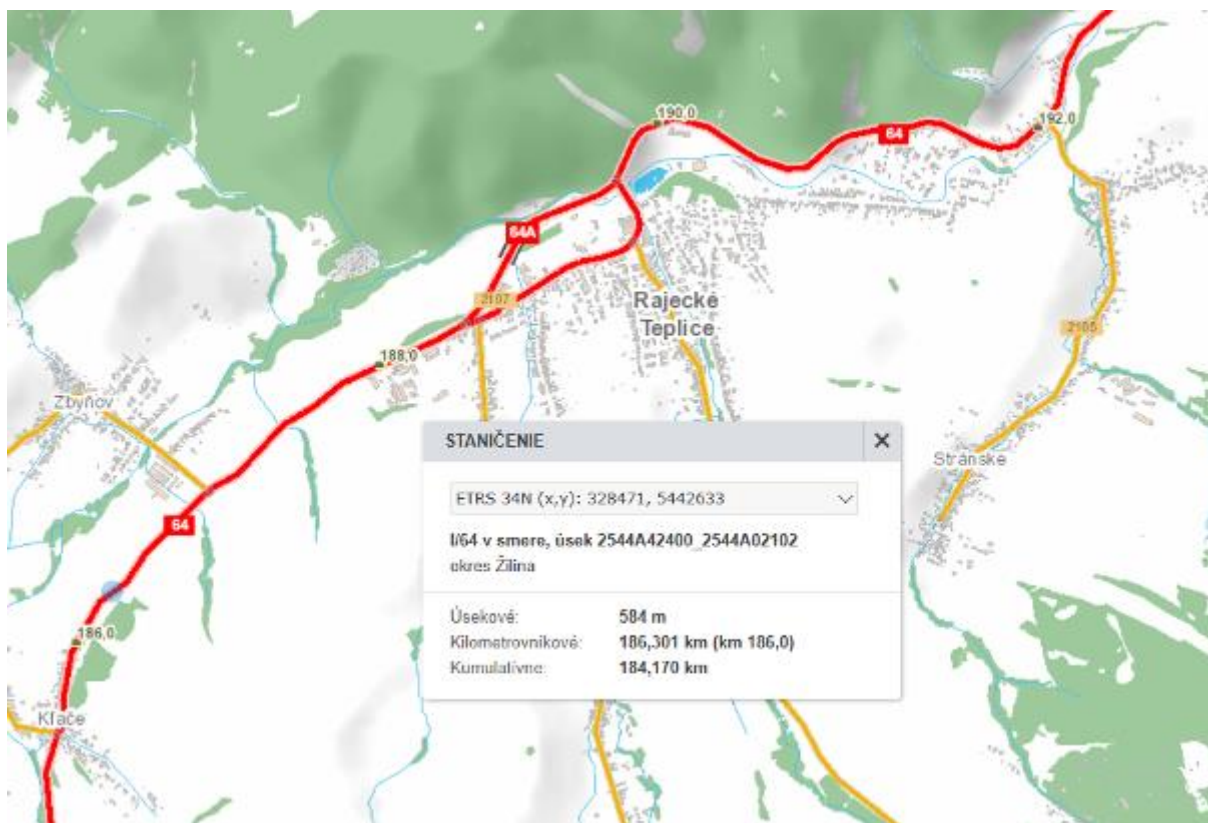 190,0
192,0
64
64A
2107
Rajecké
Teplice
2105
188,0
Zbyňov
STANIČENIE
Stránske
ETRS 34N (x,y): 328471, 5442633
64
I/64 v smere, úsek 2544A42400_2544A02102
okres Žilina
186,0
Úsekové: 584 m
Kilometrovníkové: 186,301 km (km 186,0)
Kumulatívne: 184,170 km
Kľače